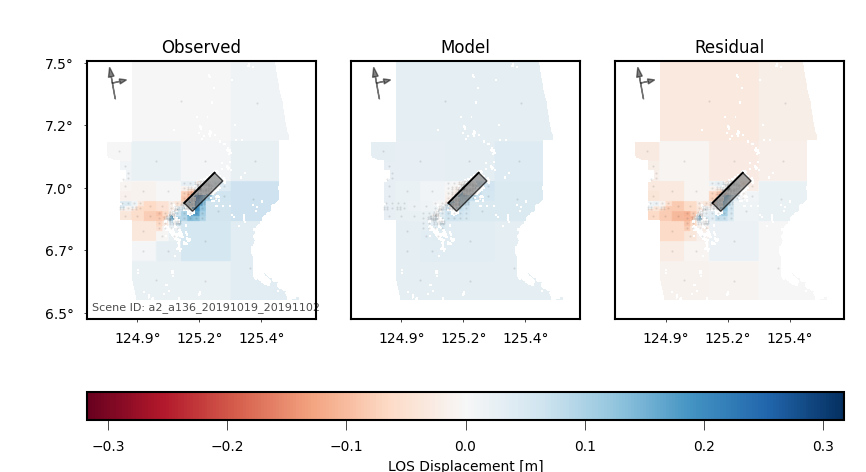 Observed
Model
Residual
7.5°
7.2°
7.0°
6.7°
6.5°
Scene ID: a2_a136_20191019_20191102
124.9° 125.2° 125.4°
124.9° 125.2° 125.4°
124.9° 125.2° 125.4°
−0.3 −0.2 −0.1 0.0 0.1 0.2 0.3
LOS Displacement [m]